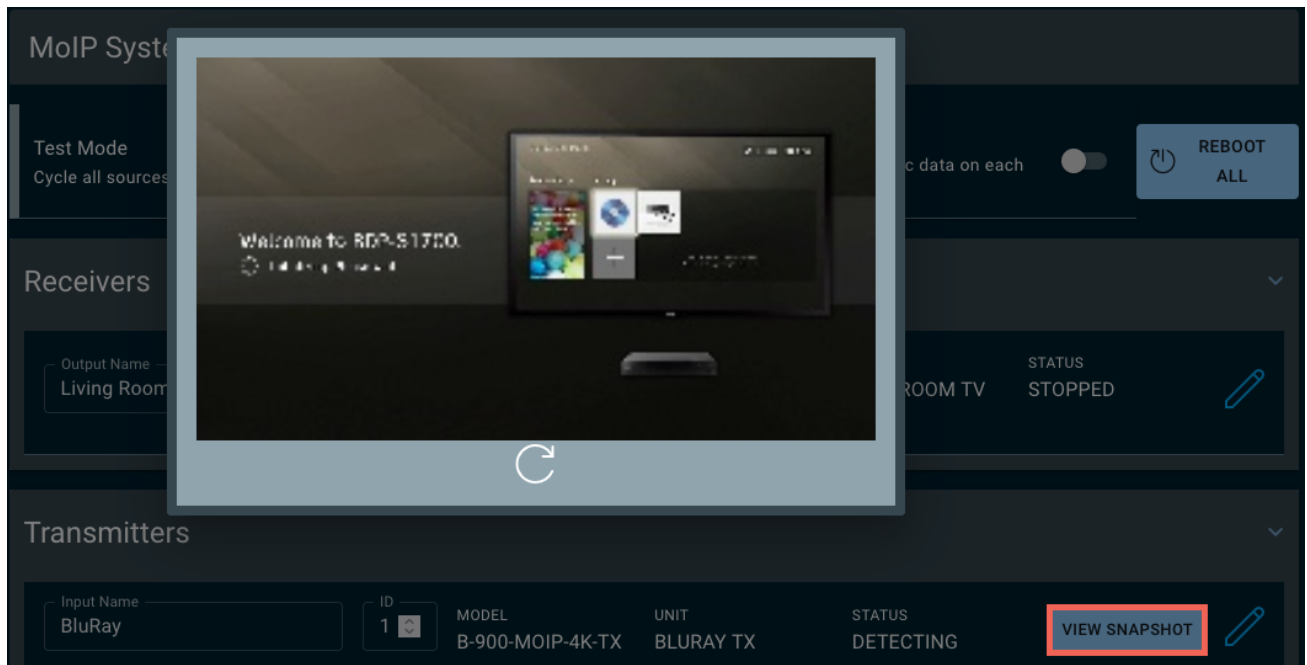 MoIP Syste
Test Mode
Cycle all sources
c data on each
REBOOT
ALL
Welcome to BDP-S1700.
Receivers
Output Name
Living Room
ROOM TV
STATUS
STOPPED
Transmitters
Input Name
BluRay
ID
1
MODEL
B-900-MOIP-4K-TX
UNIT
BLURAY TX
STATUS
DETECTING
VIEW SNAPSHOT